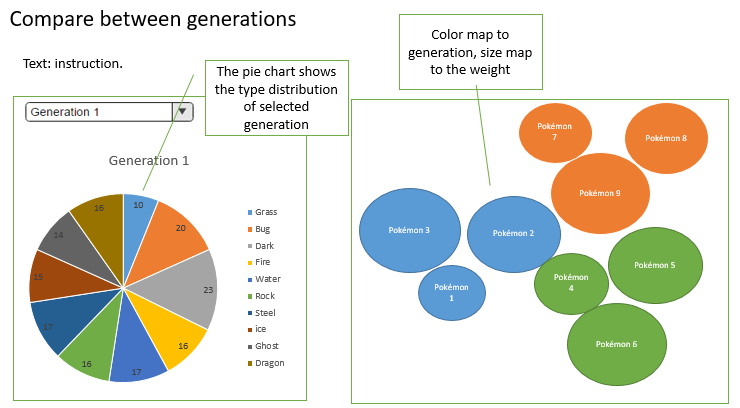 Compare between generations
Text: instruction.
The pie chart shows
the type distribution
of selected
generation
Color map to
generation, size map
to the weight
Generation 1
Generation 1
10
20
23
16
17
16
17
15
14
16
Grass
Bug
Dark
Fire
Water
Rock
Steel
ice
Ghost
Dragon
Pokémon
7
Pokémon 8
Pokémon 9
Pokémon 3
Pokémon 2
Pokémon
1
Pokémon
4
Pokémon 5
Pokémon 6